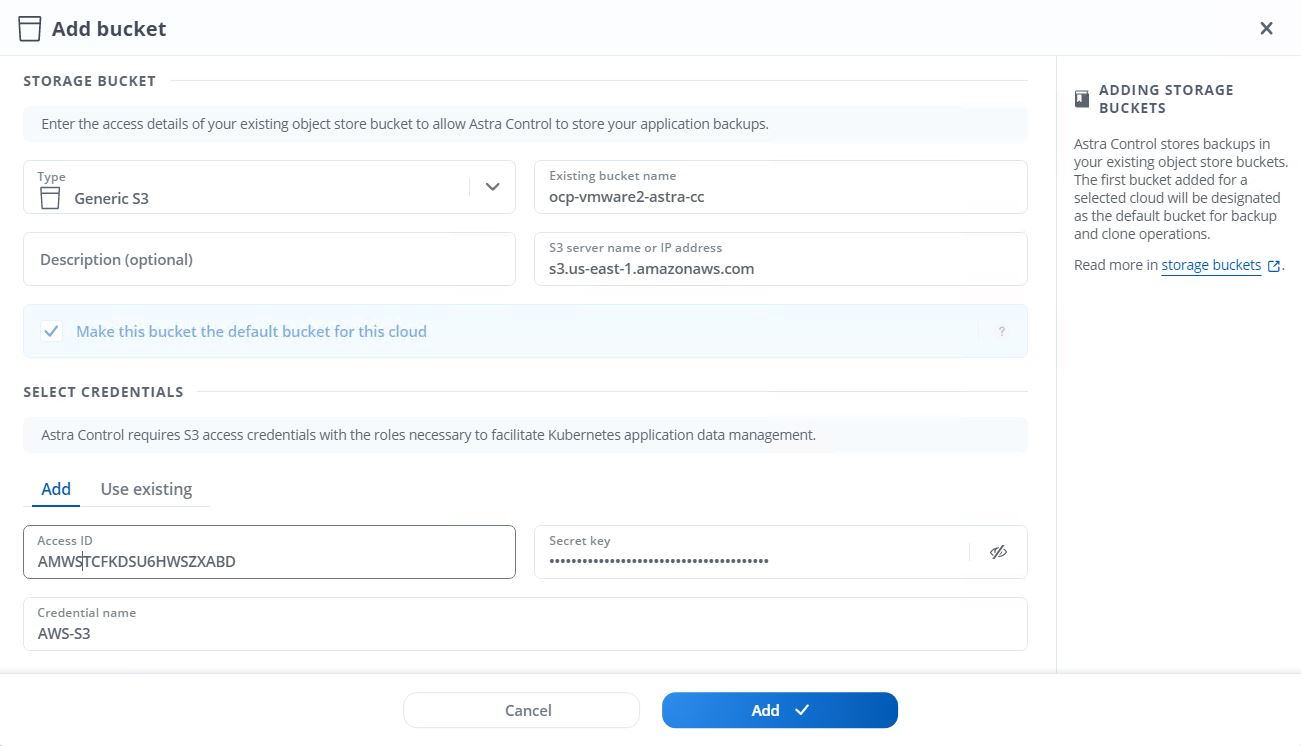 Add bucket
STORAGE BUCKET
Enter the access details of your existing object store bucket to allow Astra Control to store your application backups.
Type
Generic S3
Existing bucket name
ocp-vmware2-astra-cc
Description (optional)
S3 server name or IP address
s3.us-east-1.amazonaws.com
Make this bucket the default bucket for this cloud
?
SELECT CREDENTIALS
Astra Control requires S3 access credentials with the roles necessary to facilitate Kubernetes application data management.
Add
Use existing
Access ID
AMWSTCFKDSU6HWSZXABD
Secret key
••••••••••••••••••••••••••••••••••••••••
Credential name
AWS-S3
Cancel
Add
ADDING STORAGE
BUCKETS
Astra Control stores backups in
your existing object store buckets.
The first bucket added for a
selected cloud will be designated
as the default bucket for backup
and clone operations.
Read more in storage buckets .